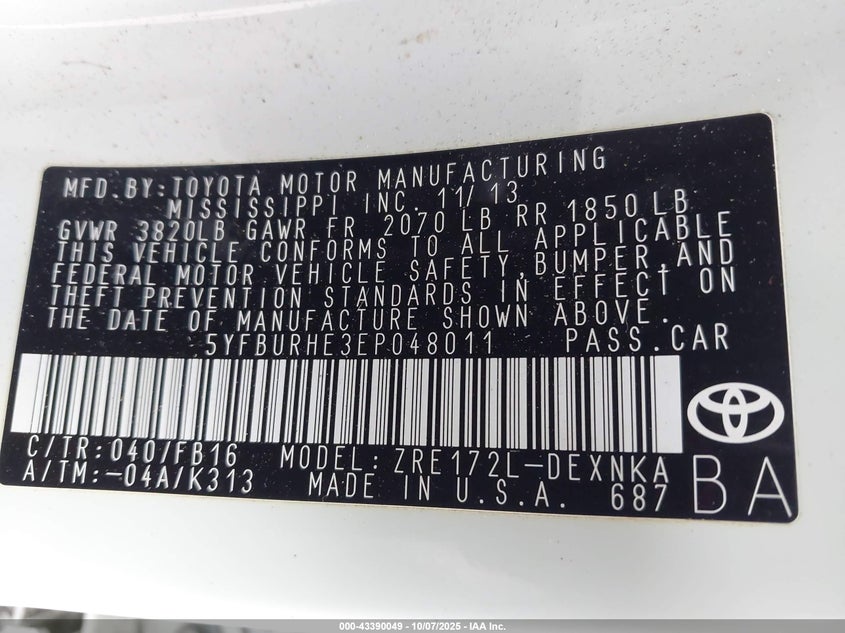 MFD. BY: TOYOTA MOTOR MANUFACTURING
MISSISSIPPI INC. 11/13
GVWR 3820LB GAWR FR 2070 LB RR 1850 LB
THIS VEHICLE CONFORMS TO ALL APPLICABLE
FEDERAL MOTOR VEHICLE SAFETY, BUMPER, AND
THEFT PREVENTION STANDARDS IN EFFECT ON
THE DATE OF MANUFACTURE SHOWN ABOVE.
5YFBURHE3EP048011 PASS.CAR
C/TR: 040/FB16 MODEL: ZRE172L-DEXNKA
A/TM:-04A/K313 MADE IN U.S.A. 687
BA
000-43390049 - 10/07/2025 - IAA Inc.